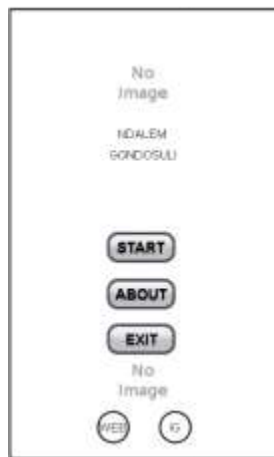 No
Image
NDALEM
GONDOSULI
START
ABOUT
EXIT
No
Image
WEB IG